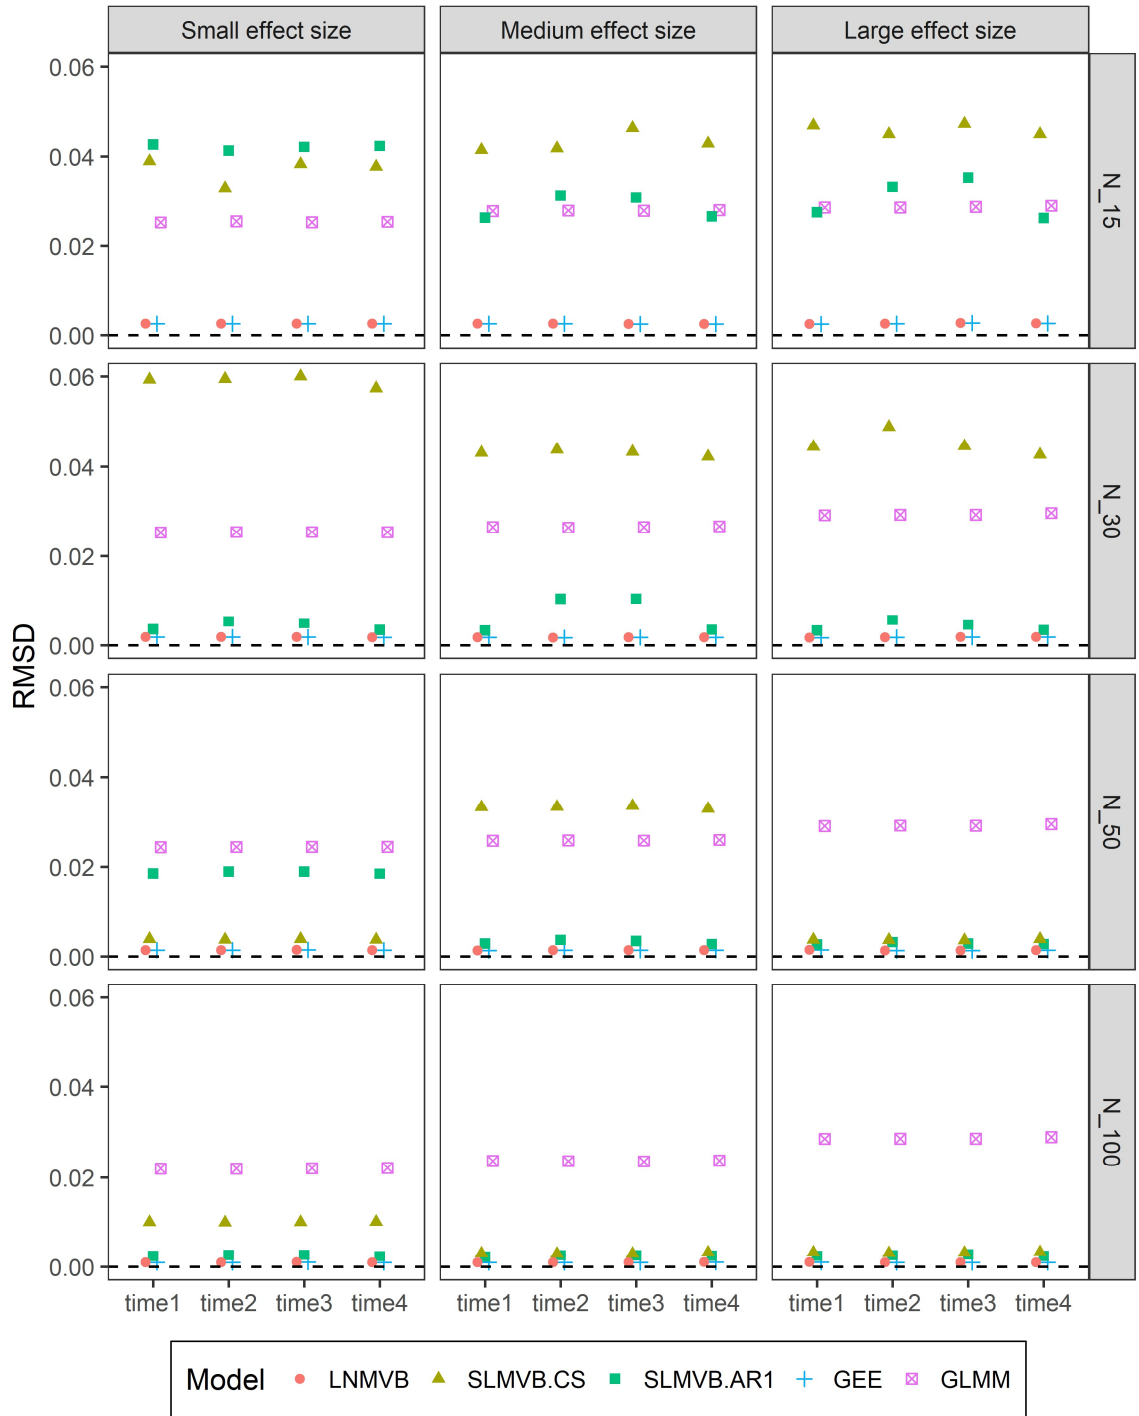 Small effect size Medium effect size Large effect size
0.06
0.04
0.02
0.00
N_15
0.06
0.04
0.02
0.00
N_30
RMSD
0.06
0.04
0.02
0.00
N_50
0.06
0.04
0.02
0.00
N_100
time1 time2 time3 time4 time1 time2 time3 time4 time1 time2 time3 time4
Model LNMVB SLMVB.CS SLMVB.AR1 GEE GLMM